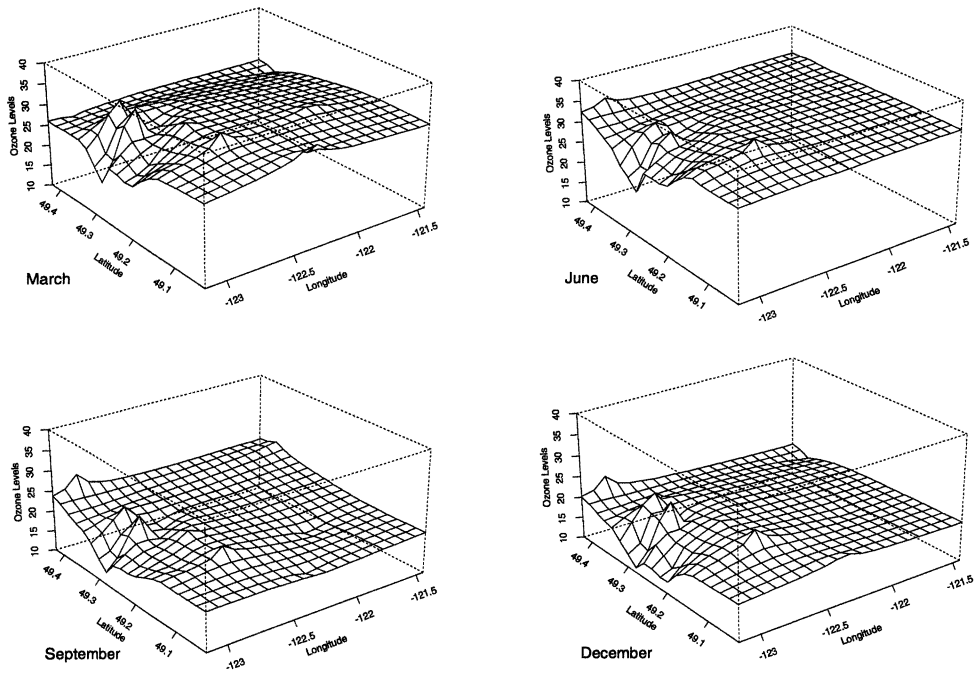 Ozone Levels
10 15 20 25 30 35 40
49.4 49.3 49.2 49.1
Latitude
-123 -122.5 -122 -121.5
Longitude
March
Ozone Levels
10 15 20 25 30 35 40
49.4 49.3 49.2 49.1
Latitude
-123 -122.5 -122 -121.5
Longitude
June
Ozone Levels
10 15 20 25 30 35 40
49.4 49.3 49.2 49.1
Latitude
-123 -122.5 -122 -121.5
Longitude
September
Ozone Levels
10 15 20 25 30 35 40
49.4 49.3 49.2 49.1
Latitude
-123 -122.5 -122 -121.5
Longitude
December